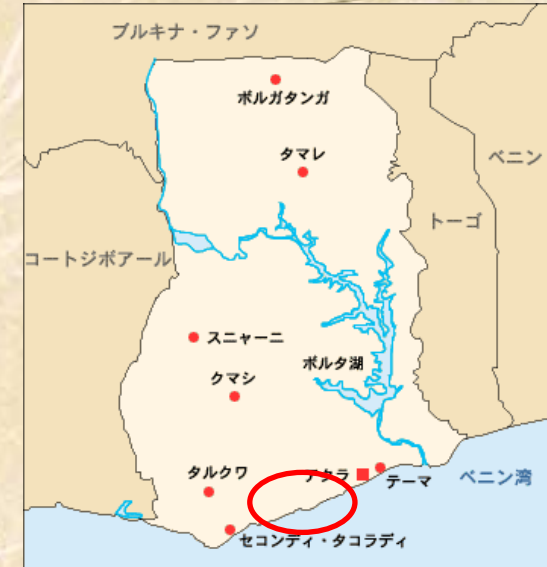 ブルキナ・ファソ
ボルガタンガ
タマレ
ベニン
トーゴ
コートジボアール
スニャーニ
ボルタ湖
クマシ
タルクワ
アクラ
テーマ
ベニン湾
セコンディ・タコラディ